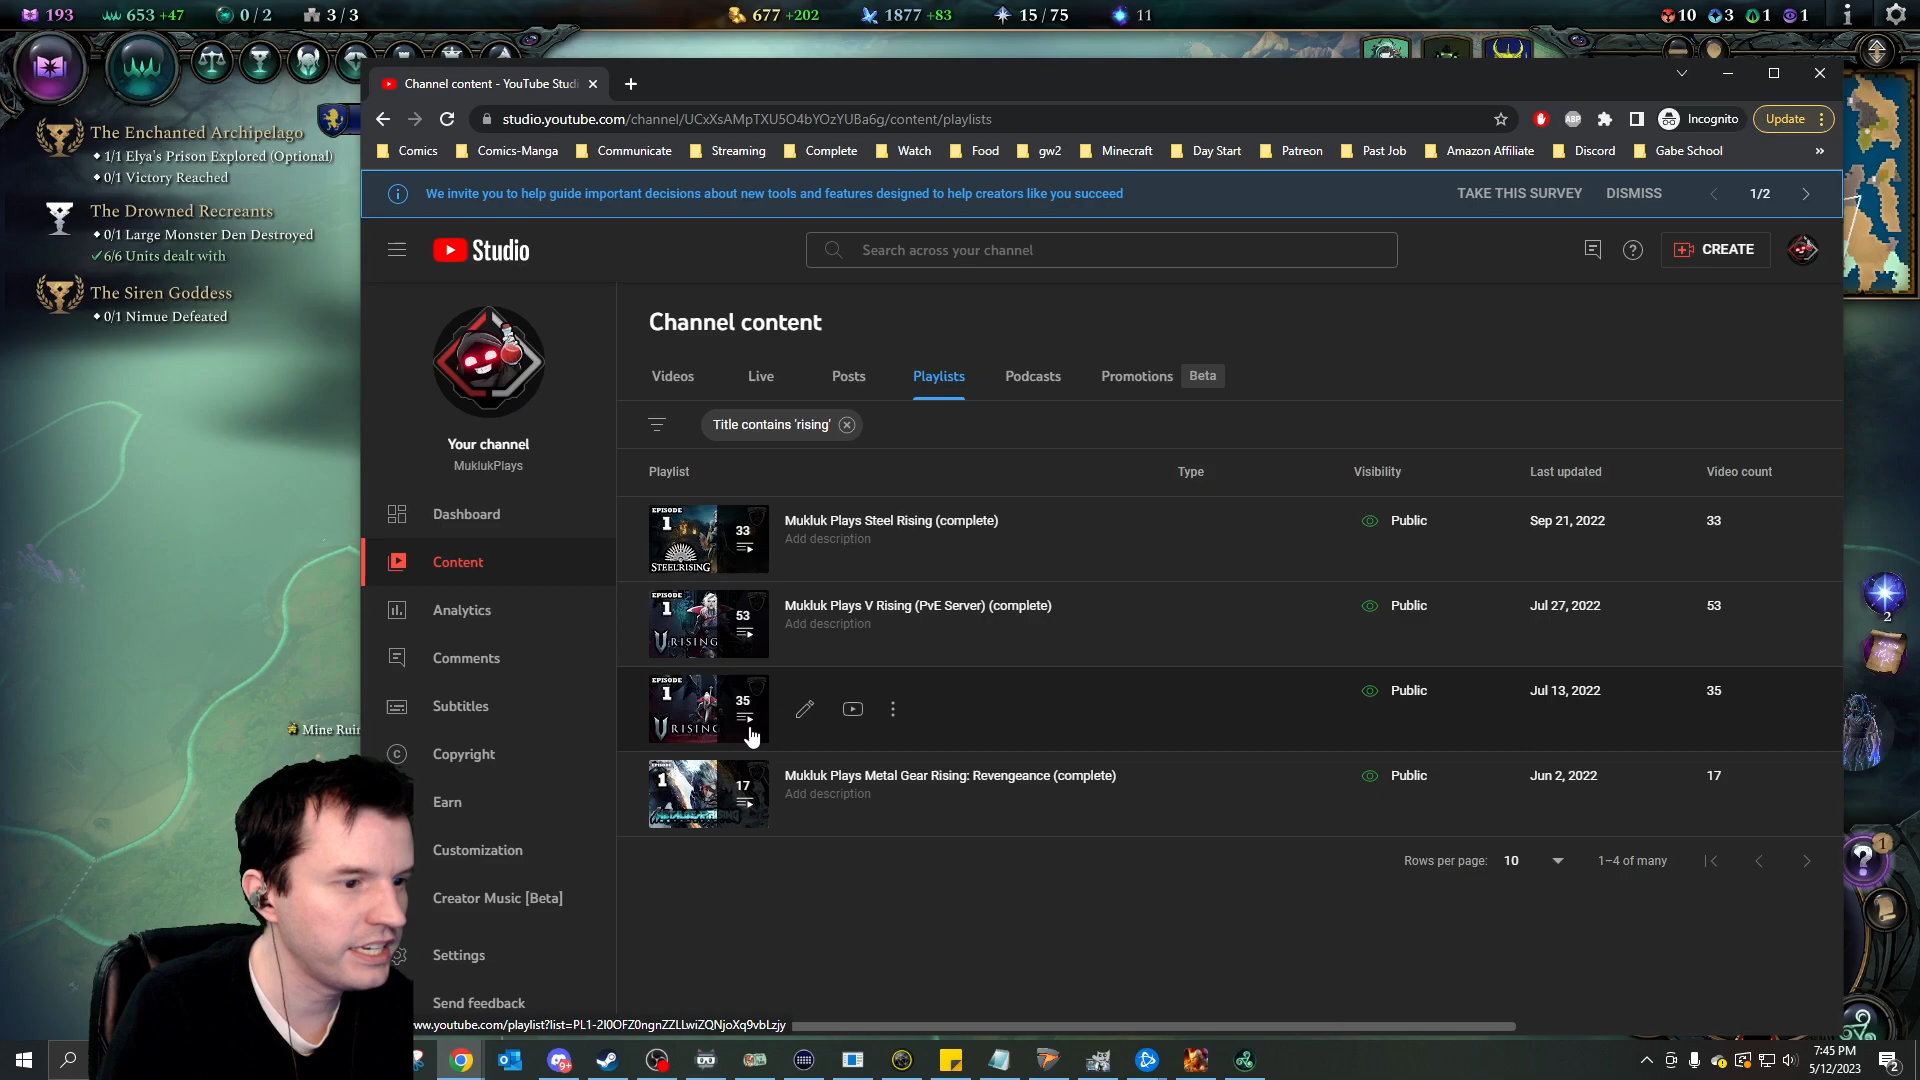 193
653 +47
0 / 2
3 / 3
677 +202
1877 +83
15 / 75
11
10
3
1
1
Channel content - YouTube Studi
studio.youtube.com/channel/UCxXsAMpTXU5O4bYOzYUBa6g/content/playlists
Incognito
Update
ABP
Comics
Comics-Manga
Communicate
Streaming
Complete
Watch
Food
gw2
Minecraft
Day Start
Patreon
Past Job
Amazon Affiliate
Discord
Gabe School
»
The Enchanted Archipelago
1/1 Elya's Prison Explored (Optional)
0/1 Victory Reached
The Drowned Recreants
0/1 Large Monster Den Destroyed
✓6/6 Units dealt with
The Siren Goddess
0/1 Nimue Defeated
Mine Ruin
We invite you to help guide important decisions about new tools and features designed to help creators like you succeed
TAKE THIS SURVEY
DISMISS
1/2
Studio
Search across your channel
CREATE
Your channel
MuklukPlays
Dashboard
Content
Analytics
Comments
Subtitles
Copyright
Earn
Customization
Creator Music [Beta]
Settings
Send feedback
Channel content
Videos
Live
Posts
Playlists
Podcasts
Promotions
Beta
Title contains 'rising'
Playlist
Type
Visibility
Last updated
Video count
EPISODE
1
STEELRISING
33
Mukluk Plays Steel Rising (complete)
Add description
Public
Sep 21, 2022
33
EPISODE
1
V RISING
53
Mukluk Plays V Rising (PvE Server) (complete)
Add description
Public
Jul 27, 2022
53
EPISODE
1
V RISING
35
Public
Jul 13, 2022
35
EPISODE
1
17
Mukluk Plays Metal Gear Rising: Revengeance (complete)
Add description
Public
Jun 2, 2022
17
Rows per page:
10
1–4 of many
2
1
ww.youtube.com/playlist?list=PL1-2I0OFZ0ngnZZLLwiZQNjoXq9vbLzjy
9+
7:45 PM
5/12/2023
2